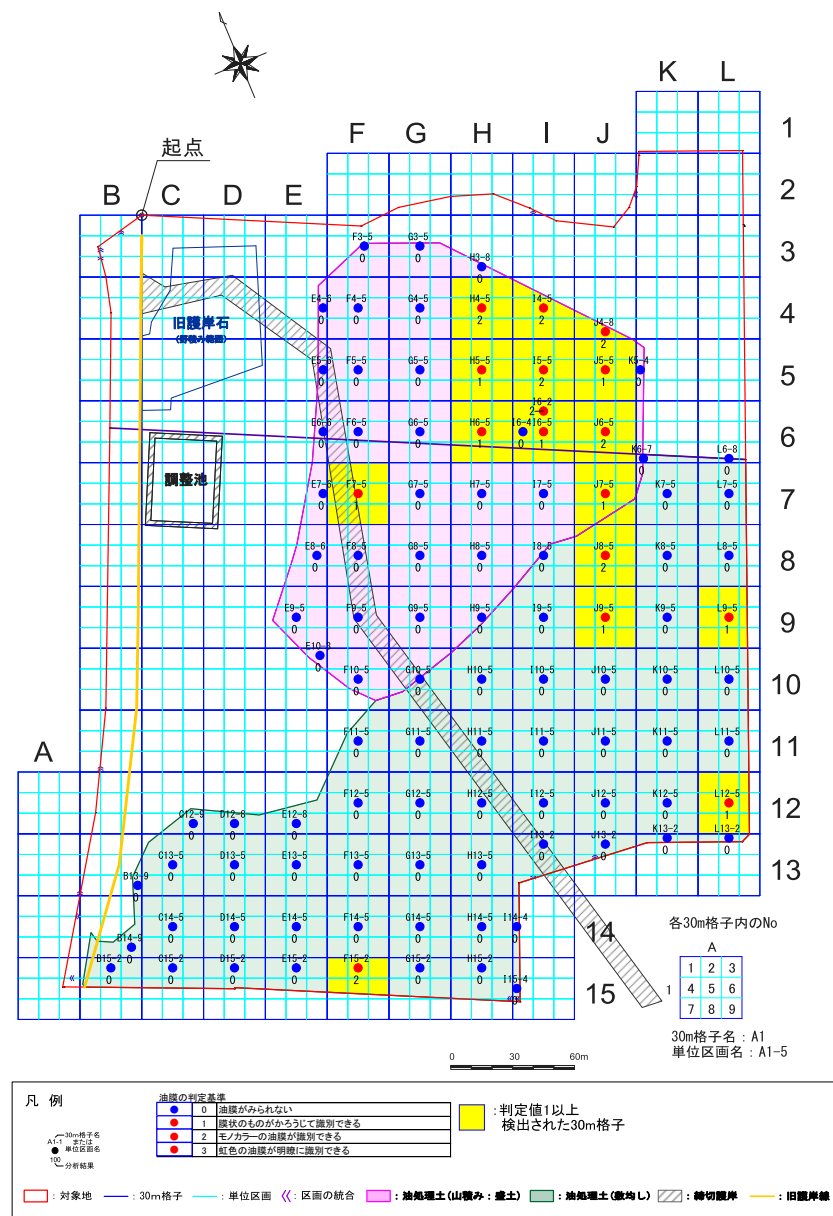 起点
K L
F G H I J
B C D E
A
1
2
3
4
5
6
7
8
9
10
11
12
13
14
15
旧護岸石
(野積み範囲)
調整池
F3-5 0 G3-5 0 H3-8 0
E4-6 0 F4-5 0 G4-5 0 H4-5 2 I4-5 2 J4-8 2
E5-6 0 F5-5 0 G5-5 0 H5-5 1 I5-5 2 J5-5 1 K5-4 0
I6-2 2
E6-6 0 F6-5 0 G6-5 0 H6-5 1 I6-4 0 I6-5 1 J6-5 2 K6-7 0 L6-8 0
E7-6 0 F7-5 1 G7-5 0 H7-5 0 I7-5 0 J7-5 1 K7-5 0 L7-5 0
E8-6 0 F8-5 0 G8-5 0 H8-5 0 I8-5 0 J8-5 2 K8-5 0 L8-5 0
E9-5 0 F9-5 0 G9-5 0 H9-5 0 I9-5 0 J9-5 1 K9-5 0 L9-5 1
E10-3 0 F10-5 0 G10-5 0 H10-5 0 I10-5 0 J10-5 0 K10-5 0 L10-5 0
F11-5 0 G11-5 0 H11-5 0 I11-5 0 J11-5 0 K11-5 0 L11-5 0
C12-9 0 D12-8 0 E12-8 0 F12-5 0 G12-5 0 H12-5 0 I12-5 0 J12-5 0 K12-5 0 L12-5 1
B13-9 0 C13-5 0 D13-5 0 E13-5 0 F13-5 0 G13-5 0 H13-5 0 I13-2 0 J13-2 0 K13-2 0 L13-2 0
B14-9 0 C14-5 0 D14-5 0 E14-5 0 F14-5 0 G14-5 0 H14-5 0 I14-4 0
B15-2 0 C15-2 0 D15-2 0 E15-2 0 F15-2 2 G15-2 0 H15-2 0 I15-4 0
各30m格子内のNo
A
1 2 3
1 4 5 6
7 8 9
30m格子名：A1
単位区画名：A1-5
0 30 60m
凡 例
30m格子名
A1-1 または
単位区画名
100 分析結果
油膜の判定基準
0 油膜がみられない
1 膜状のものがかろうじて識別できる
2 モノカラーの油膜が識別できる
3 虹色の油膜が明瞭に識別できる
:判定値1以上
検出された30m格子
: 対象地 : 30m格子 : 単位区画 : 区画の統合 : 油処理土(山積み：盛土) : 油処理土(敷均し) : 締切護岸 : 旧護岸線